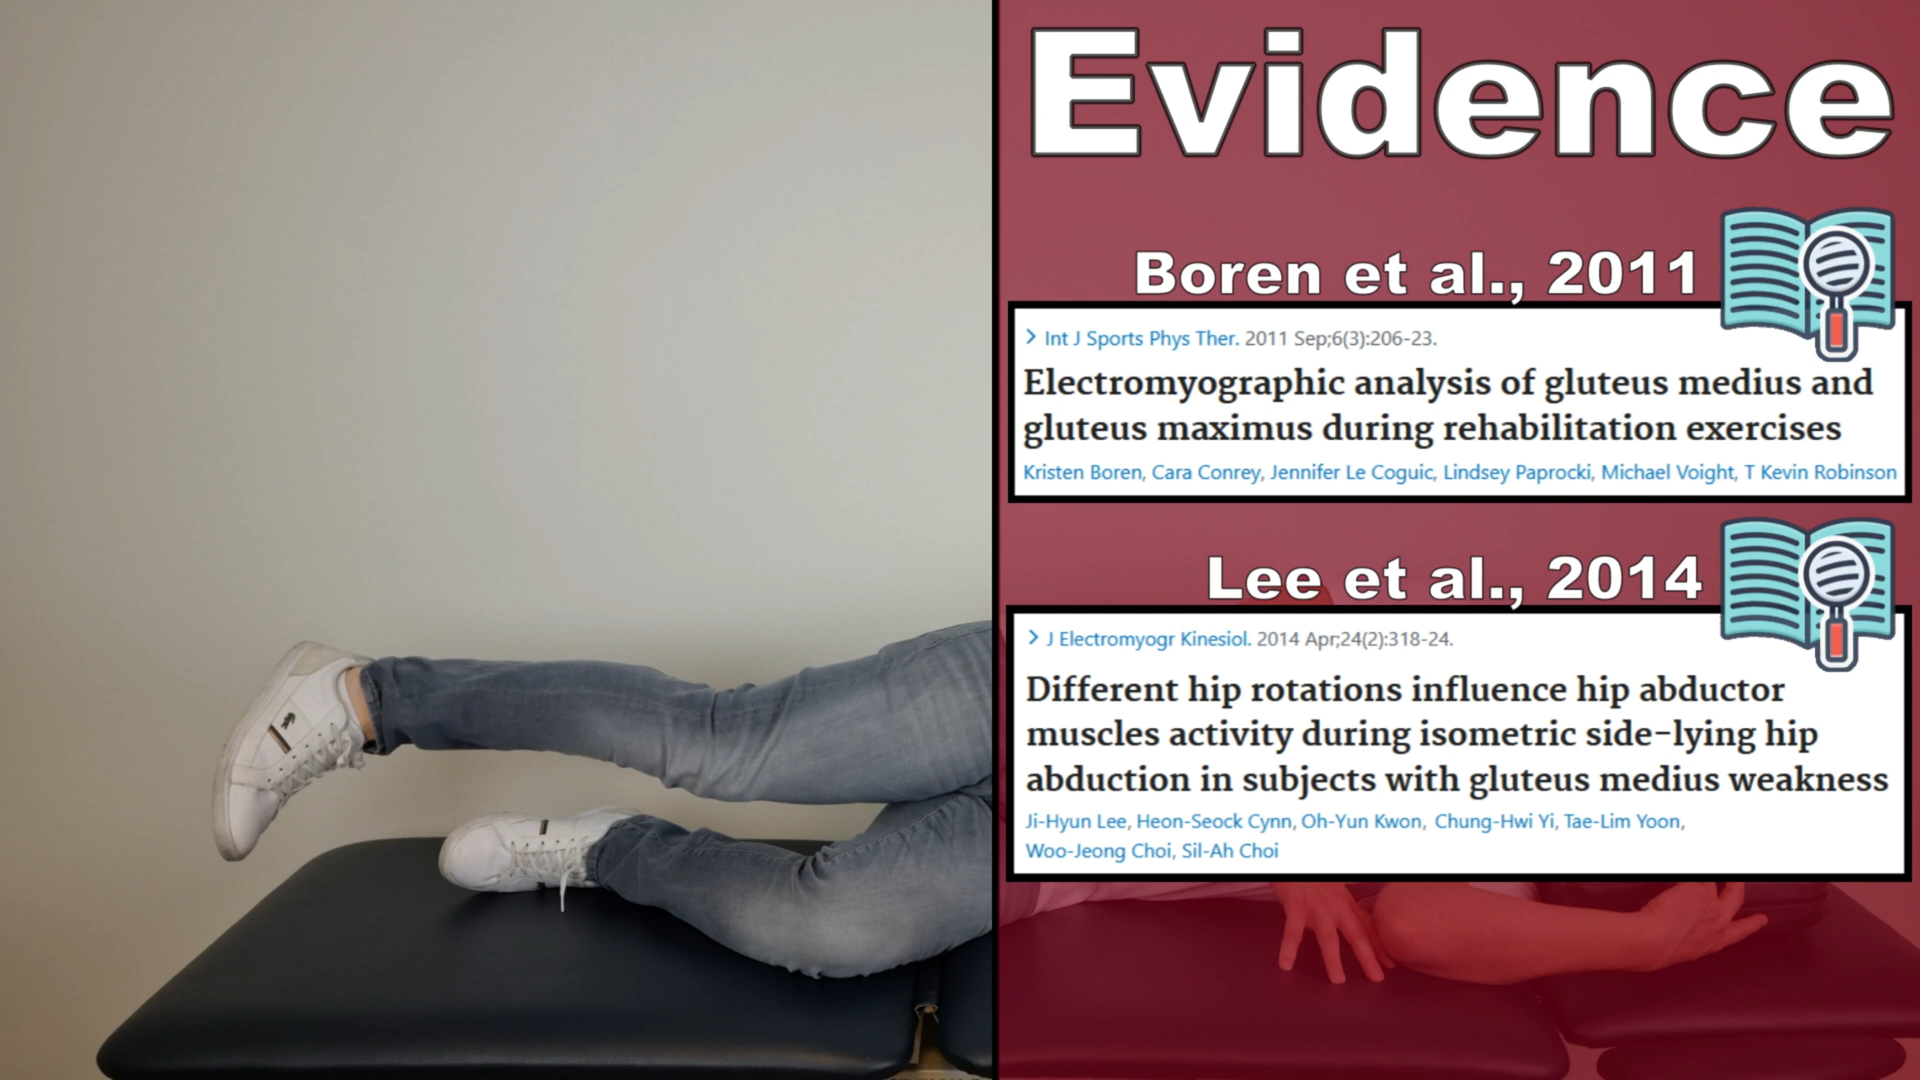 Evidence
Boren et al., 2011
> Int J Sports Phys Ther. 2011 Sep;6(3):206-23.
Electromyographic analysis of gluteus medius and
gluteus maximus during rehabilitation exercises
Kristen Boren, Cara Conrey, Jennifer Le Coguic, Lindsey Paprocki, Michael Voight, T Kevin Robinson
Lee et al., 2014
> J Electromyogr Kinesiol. 2014 Apr;24(2):318-24.
Different hip rotations influence hip abductor
muscles activity during isometric side-lying hip
abduction in subjects with gluteus medius weakness
Ji-Hyun Lee, Heon-Seock Cynn, Oh-Yun Kwon, Chung-Hwi Yi, Tae-Lim Yoon,
Woo-Jeong Choi, Sil-Ah Choi